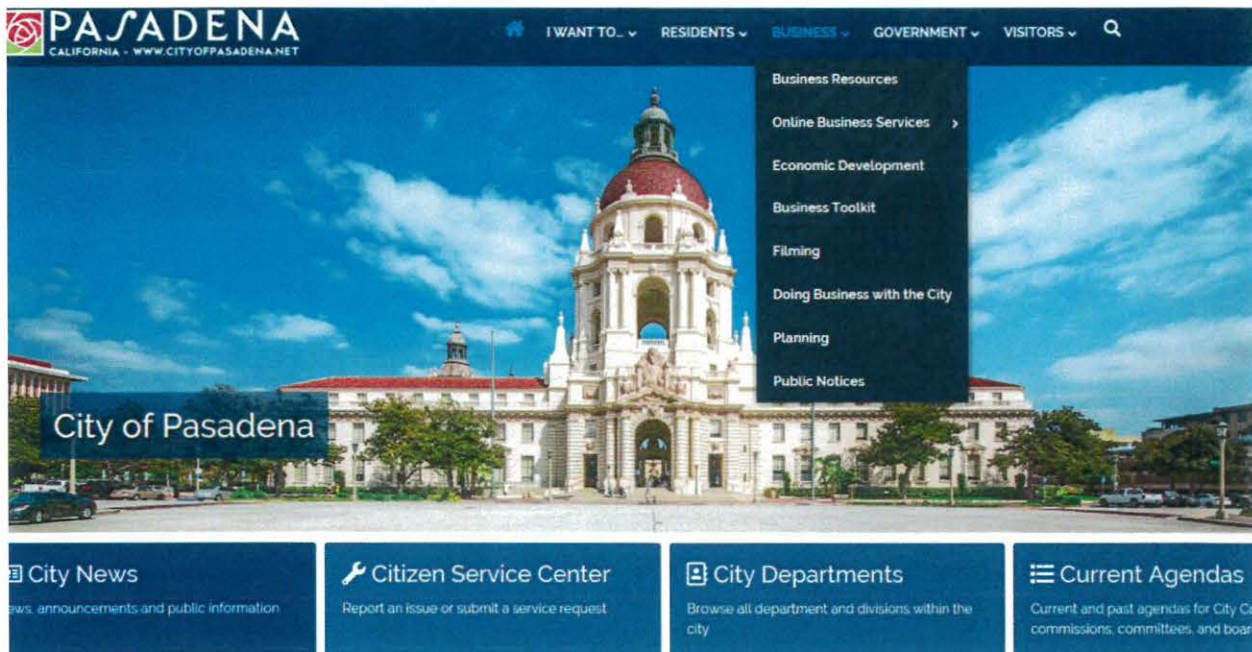 PASADENA
CALIFORNIA - WWW.CITYOFPASADENA.NET
I WANT TO...
RESIDENTS
BUSINESS
GOVERNMENT
VISITORS
Business Resources
Online Business Services
Economic Development
Business Toolkit
Filming
Doing Business with the City
Planning
Public Notices
City of Pasadena
City News
ews, announcements and public information
Citizen Service Center
Report an issue or submit a service request
City Departments
Browse all department and divisions within the
city
Current Agendas
Current and past agendas for City Co
commissions, committees, and boar